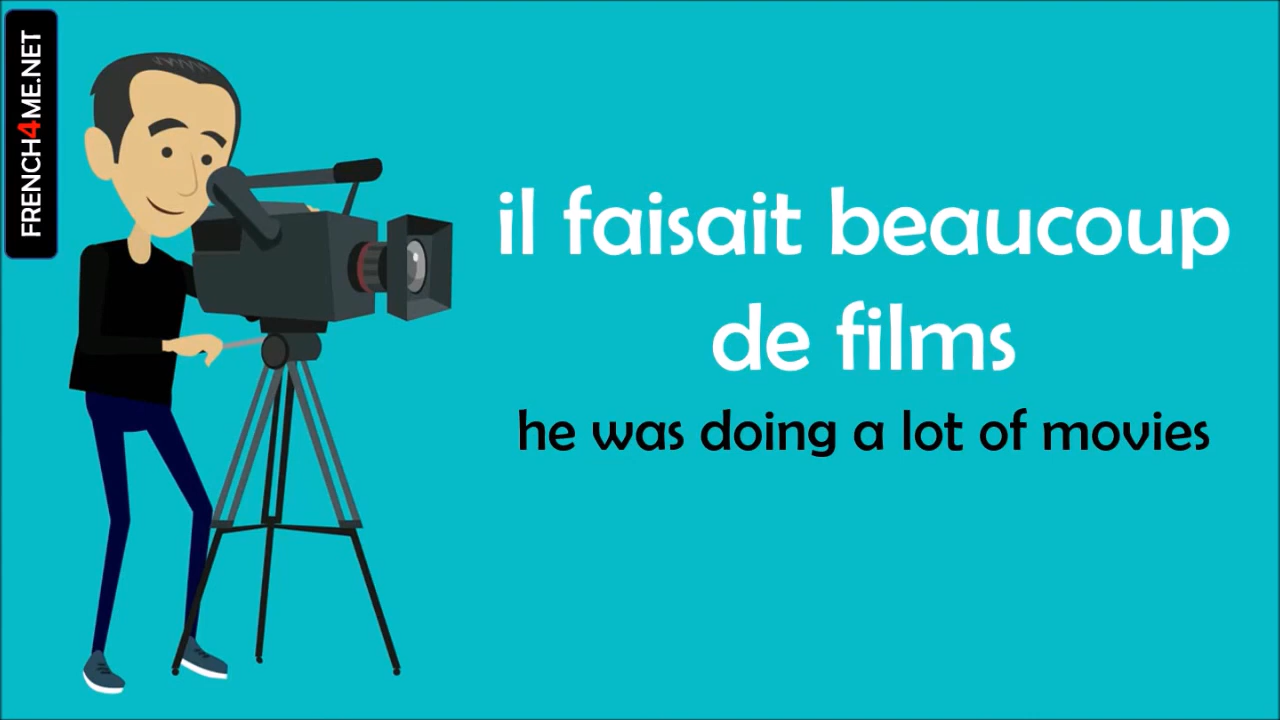 FRENCH4ME.NET
il faisait beaucoup
de films
he was doing a lot of movies